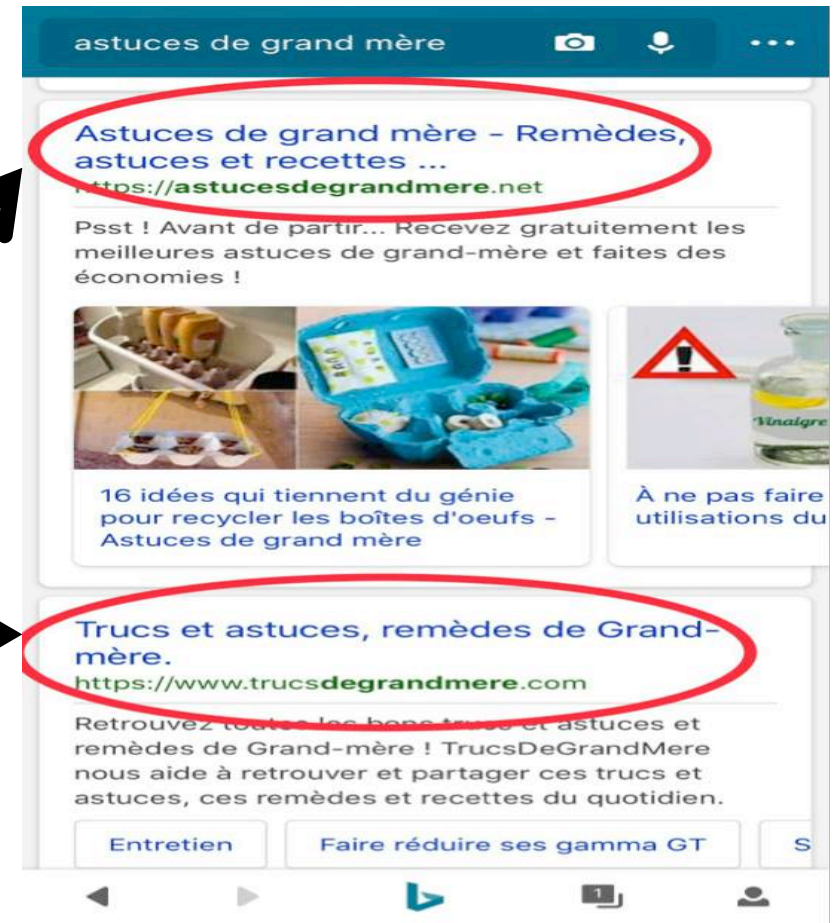 astuces de grand mère
Astuces de grand mère - Remèdes,
astuces et recettes ...
https://astucesdegrandmere.net
Psst ! Avant de partir... Recevez gratuitement les
meilleures astuces de grand-mère et faites des
économies !
Vinaigre
16 idées qui tiennent du génie
pour recycler les boîtes d'oeufs -
Astuces de grand mère
À ne pas faire
utilisations du
Trucs et astuces, remèdes de Grand-
mère.
https://www.trucsdegrandmere.com
Retrouvez toutes les bons trucs et astuces et
remèdes de Grand-mère ! TrucsDeGrandMere
nous aide à retrouver et partager ces trucs et
astuces, ces remèdes et recettes du quotidien.
Entretien
Faire réduire ses gamma GT
S
1